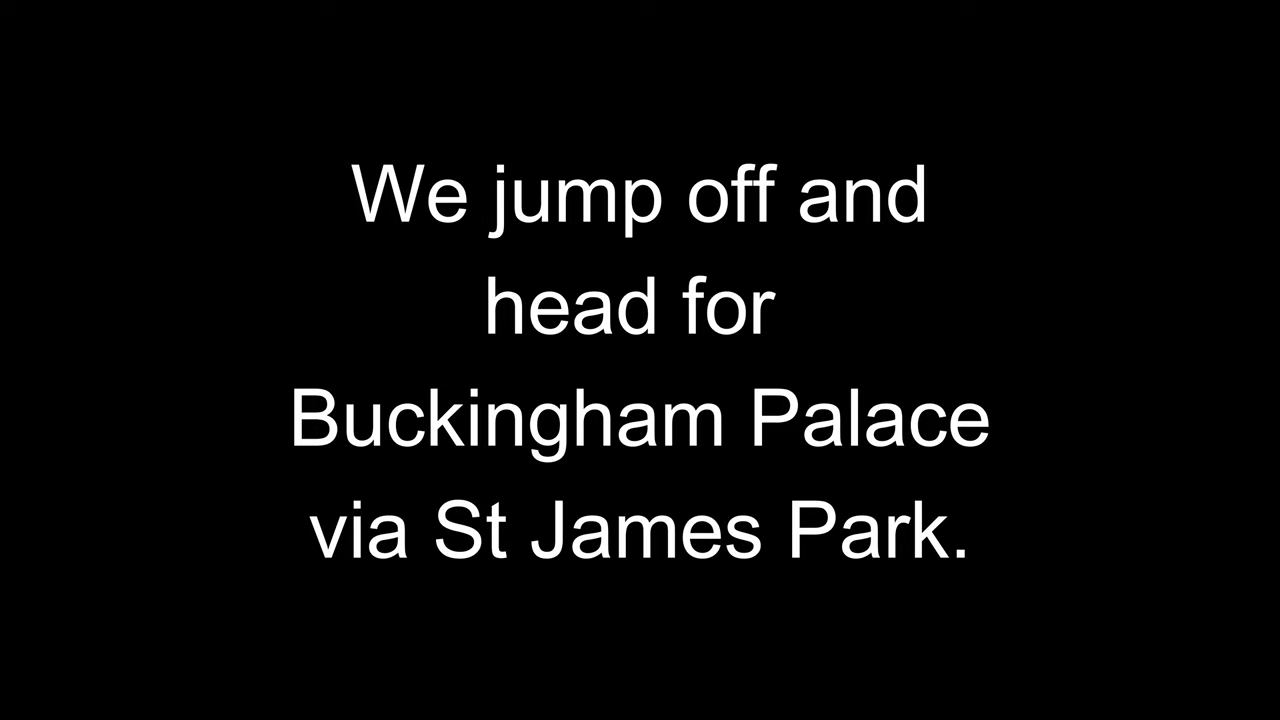 We jump off and
head for
Buckingham Palace
via St James Park.